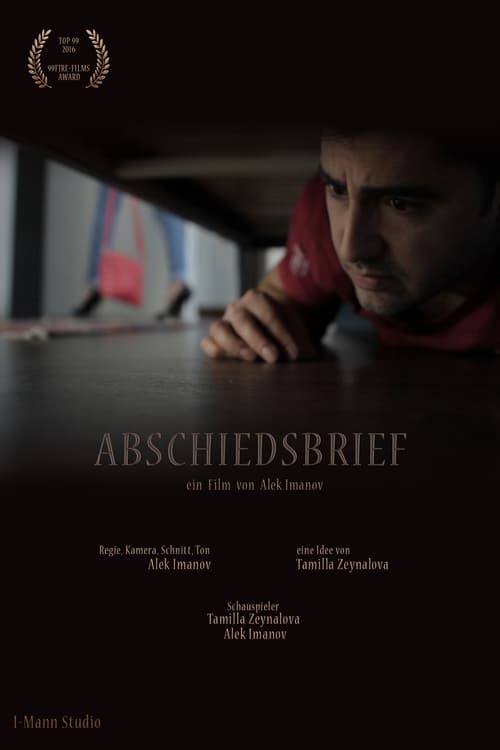 TOP 99
2016
99FIRE-FILMS
AWARD
ABSCHIEDSBRIEF
ein Film von Alek Imanov
Regie, Kamera, Schnitt, Ton
Alek Imanov
eine Idee von
Tamilla Zeynalova
Schauspieler
Tamilla Zeynalova
Alek Imanov
I-Mann Studio